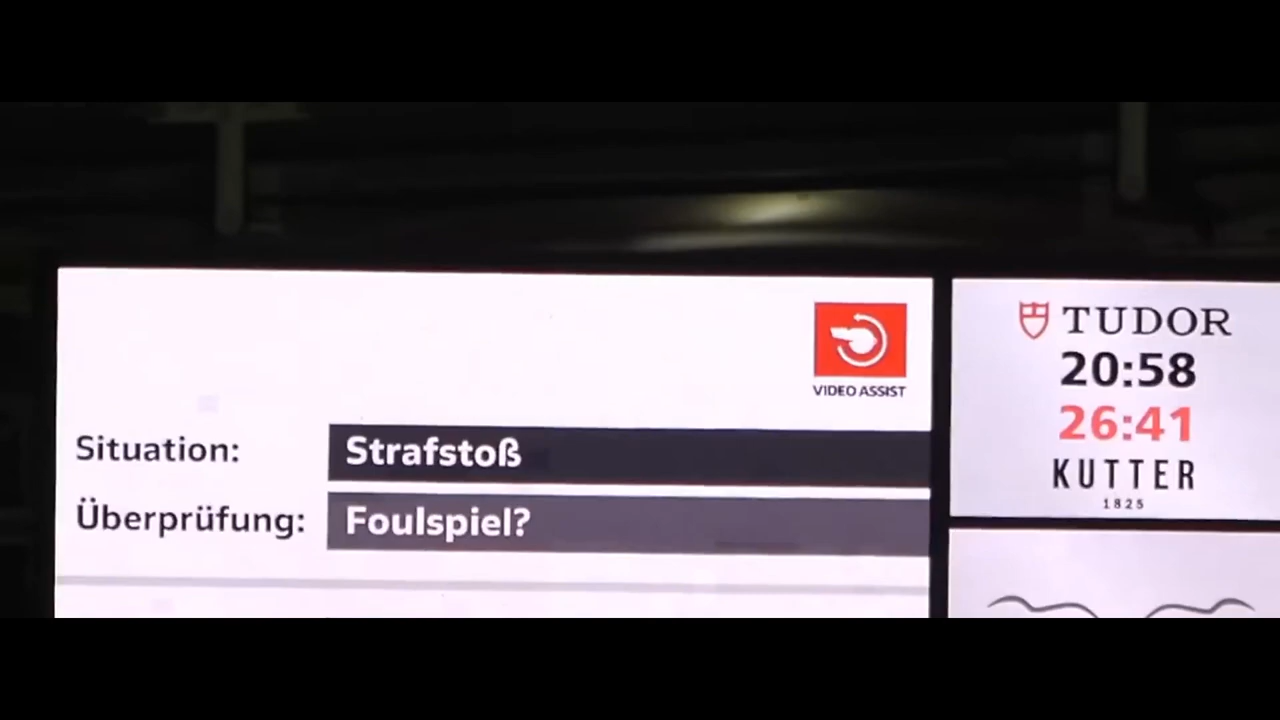 VIDEO ASSIST
Situation: Strafstoß
Überprüfung: Foulspiel?
TUDOR
20:58
26:41
KUTTER
1825